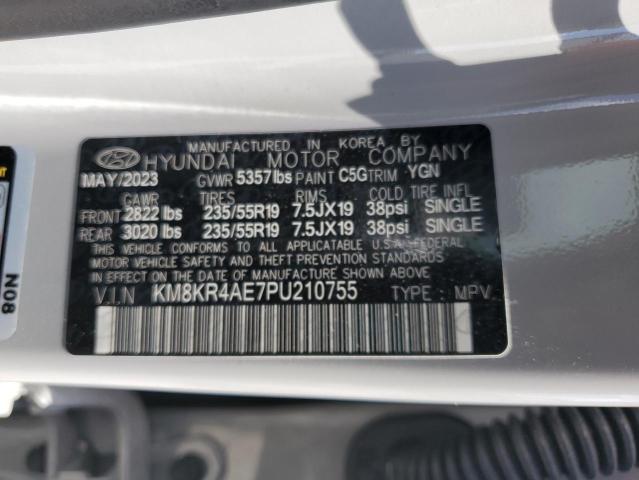 MANUFACTURED IN KOREA BY
HYUNDAI MOTOR COMPANY
MAY/2023 GVWR 5357lbs PAINT C5G TRIM YGN
GAWR TIRES RIMS COLD TIRE INFL
FRONT 2822 lbs 235/55R19 7.5JX19 38psi SINGLE
REAR 3020 lbs 235/55R19 7.5JX19 38psi SINGLE
THIS VEHICLE CONFORMS TO ALL APPLICABLE U.S.A. FEDERAL
MOTOR VEHICLE SAFETY AND THEFT PREVENTION STANDARDS
IN EFFECT ON THE DATE OF MANUFACTURE SHOWN ABOVE.
V.I.N KM8KR4AE7PU210755 TYPE : MPV
N08